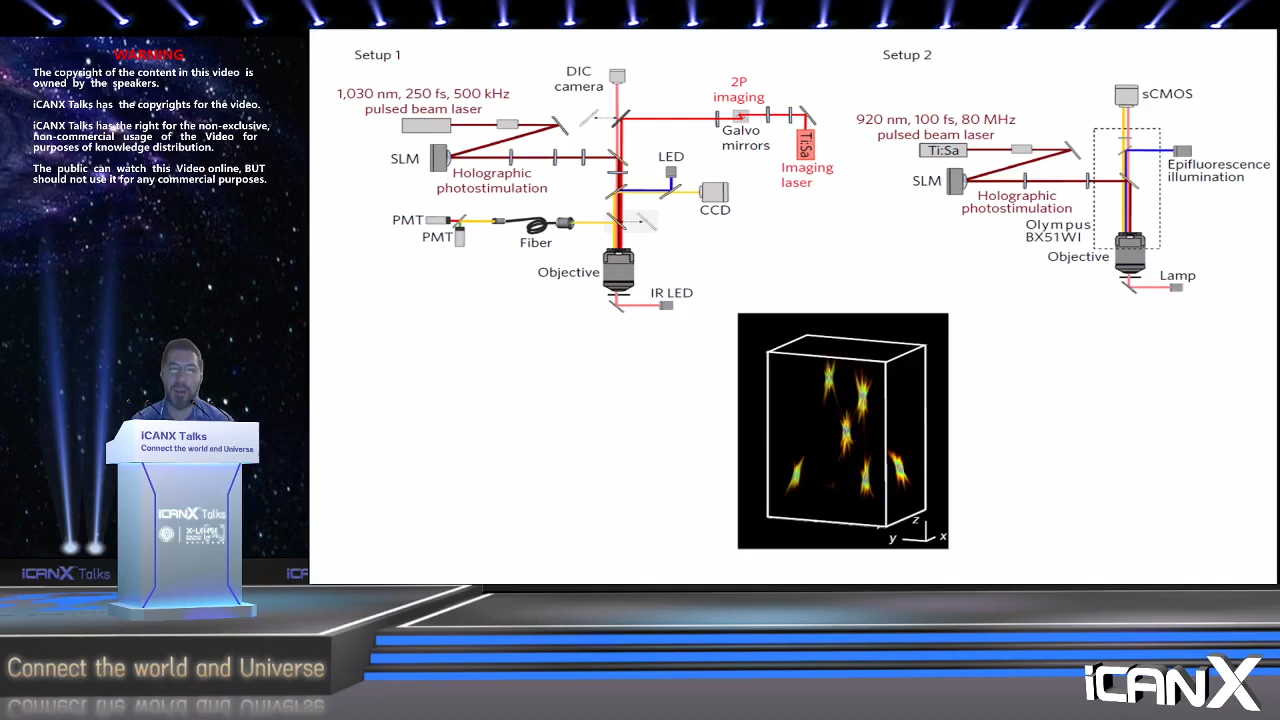 WARNING
The copyright of the content in this video is
owned by the speakers.
iCANX Talks has the copyrights for the video.
iCANX Talks has the right for the non-exclusive,
non-commercial usage of the Video for
purposes of knowledge distribution.
The public can watch this Video online, BUT
should not use it for any commercial purposes.
Setup 1
DIC
camera
1,030 nm, 250 fs, 500 kHz
pulsed beam laser
2P
imaging
Galvo
mirrors
Ti:Sa
Imaging
laser
SLM
Holographic
photostimulation
LED
CCD
PMT
PMT
Fiber
Objective
IR LED
Setup 2
sCMOS
920 nm, 100 fs, 80 MHz
pulsed beam laser
Ti:Sa
Epifluorescence
illumination
SLM
Holographic
photostimulation
Olympus
BX51WI
Objective
Lamp
z
y
x
iCANX Talks
Connect the world and Universe
iCANX Talks
iCANX Talks
iCANX
Connect the world and Universe
iCANX